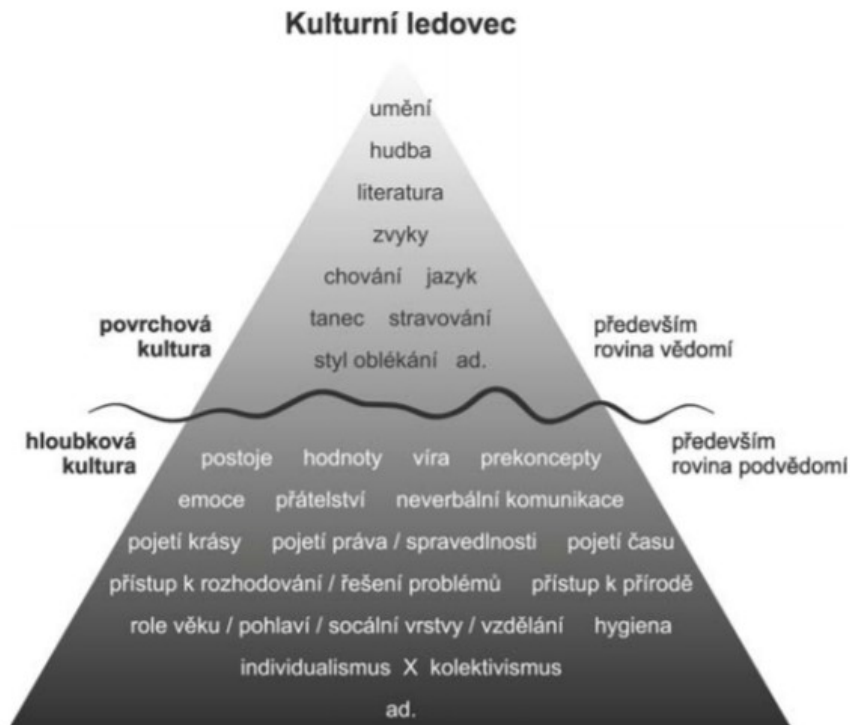 Kulturní ledovec
umění
hudba
literatura
zvyky
chování jazyk
tanec stravování
styl oblékání ad.
povrchová
kultura
především
rovina vědomí
hloubková
kultura
především
rovina podvědomí
postoje hodnoty víra prekoncepty
emoce přátelství neverbální komunikace
pojetí krásy pojetí práva / spravedlnosti pojetí času
přístup k rozhodování / řešení problémů přístup k přírodě
role věku / pohlaví / socální vrstvy / vzdělání hygiena
individualismus X kolektivismus
ad.